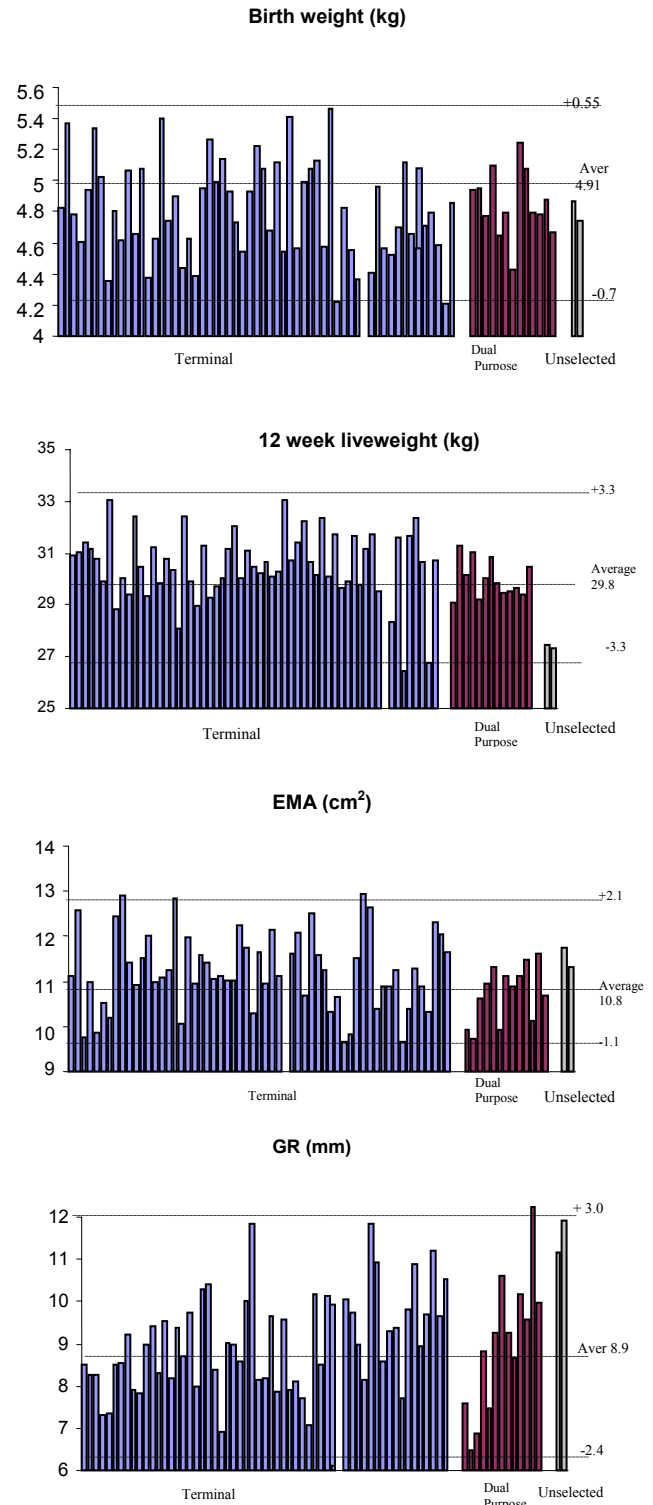 Birth weight (kg)
5.6
5.4
5.2
5
4.8
4.6
4.4
4.2
4
+0.55
Aver
4.91
-0.7
Terminal
Dual
Purpose
Unselected
12 week liveweight (kg)
35
33
31
29
27
25
+3.3
Average
29.8
-3.3
Terminal
Dual
Purpose
Unselected
EMA (cm²)
14
13
12
11
10
9
+2.1
Average
10.8
-1.1
Terminal
Dual
Purpose
Unselected
GR (mm)
12
11
10
9
8
7
6
+ 3.0
Aver 8.9
-2.4
Terminal
Dual
Purpose
Unselected